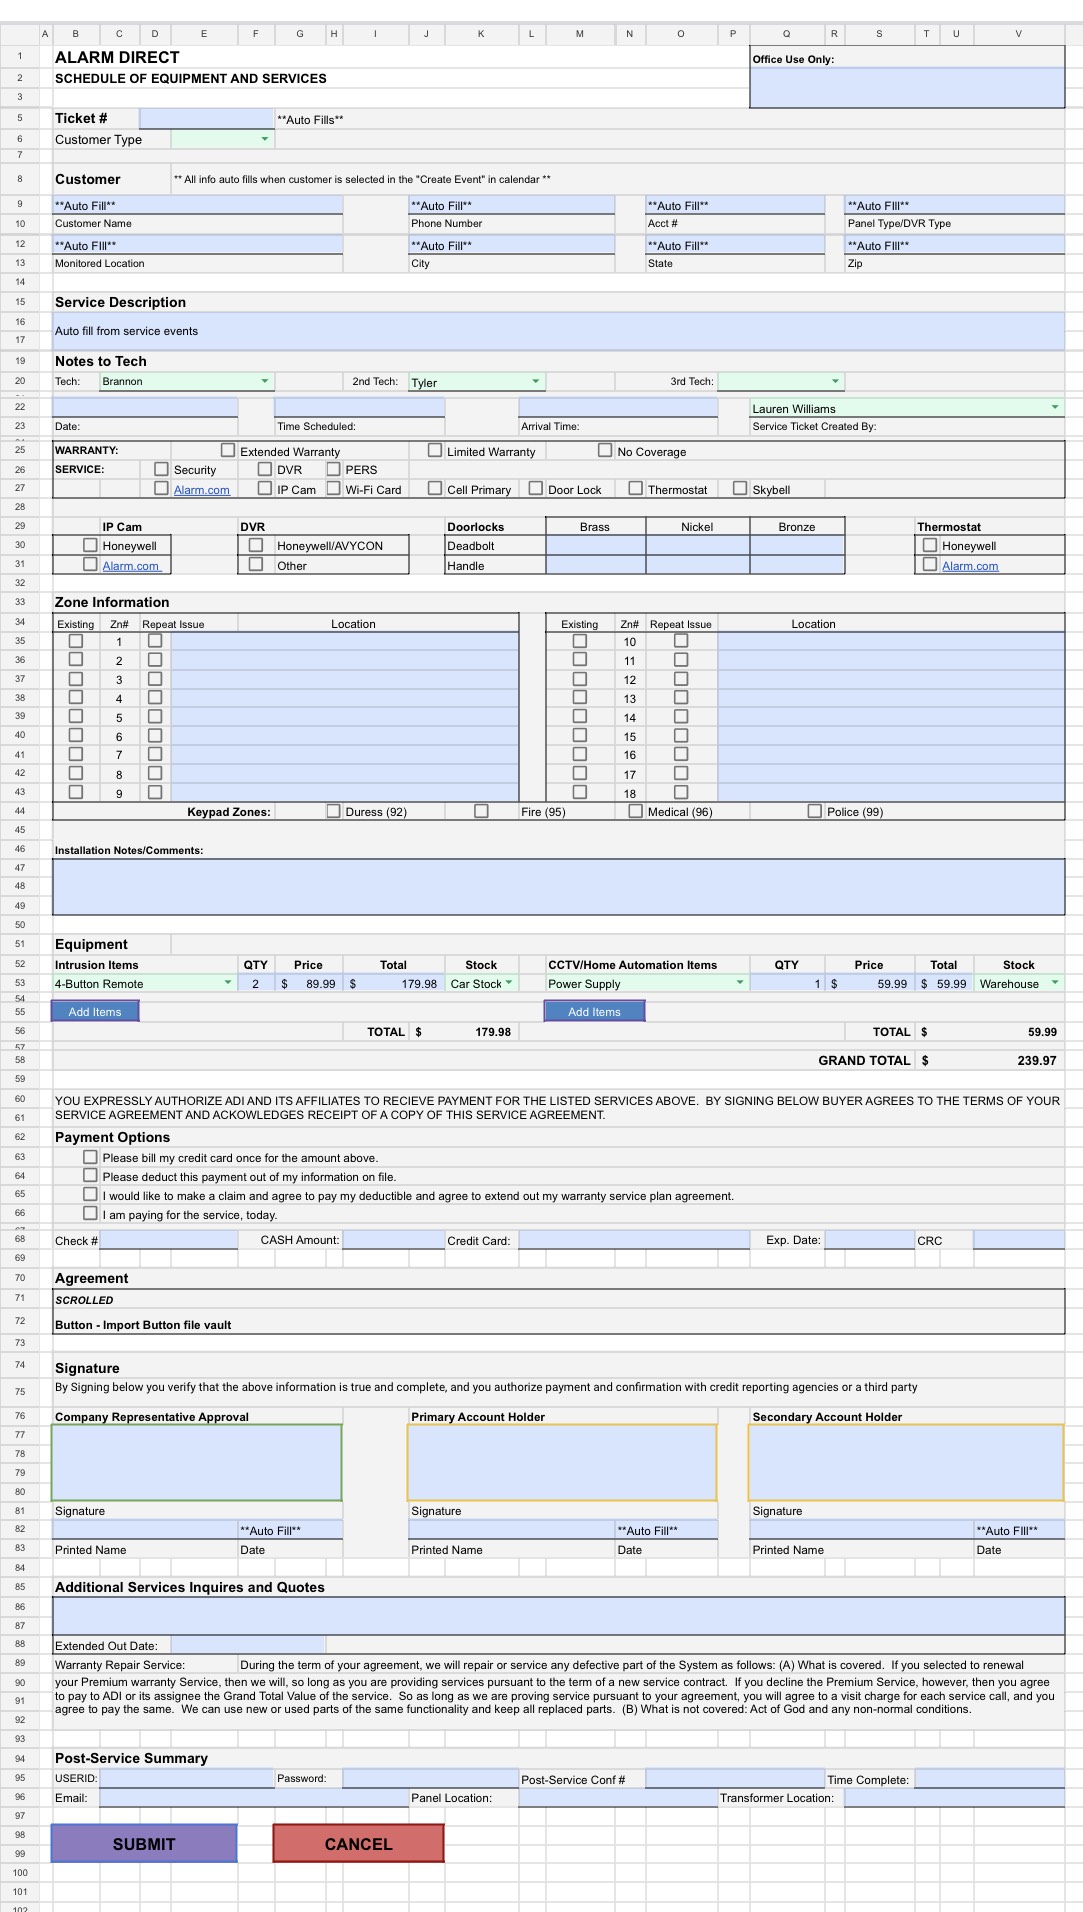 A B C D E F G H I J K L M N O P Q R S T U V
1 ALARM DIRECT Office Use Only:
2 SCHEDULE OF EQUIPMENT AND SERVICES
3
5 Ticket # **Auto Fills**
6 Customer Type
7
8 Customer ** All info auto fills when customer is selected in the "Create Event" in calendar **
9 **Auto Fill** **Auto Fill** **Auto Fill** **Auto FIll**
10 Customer Name Phone Number Acct # Panel Type/DVR Type
12 **Auto FIll** **Auto Fill** **Auto Fill** **Auto FIll**
13 Monitored Location City State Zip
14
15 Service Description
16
Auto fill from service events
17
19 Notes to Tech
20 Tech: Brannon 2nd Tech: Tyler 3rd Tech:
22 Lauren Williams
23 Date: Time Scheduled: Arrival Time: Service Ticket Created By:
25 WARRANTY: Extended Warranty Limited Warranty No Coverage
26 SERVICE: Security DVR PERS
27 Alarm.com IP Cam Wi-Fi Card Cell Primary Door Lock Thermostat Skybell
28
29 IP Cam DVR Doorlocks Brass Nickel Bronze Thermostat
30 Honeywell Honeywell/AVYCON Deadbolt Honeywell
31 Alarm.com Other Handle Alarm.com
32
33 Zone Information
34 Existing Zn# Repeat Issue Location Existing Zn# Repeat Issue Location
35 1 10
36 2 11
37 3 12
38 4 13
39 5 14
40 6 15
41 7 16
42 8 17
43 9 18
44 Keypad Zones: Duress (92) Fire (95) Medical (96) Police (99)
45
46 Installation Notes/Comments:
47
48
49
50
51 Equipment
52 Intrusion Items QTY Price Total Stock CCTV/Home Automation Items QTY Price Total Stock
53 4-Button Remote 2 $ 89.99 $ 179.98 Car Stock Power Supply 1 $ 59.99 $ 59.99 Warehouse
54
55 Add Items Add Items
56 TOTAL $ 179.98 TOTAL $ 59.99
57
58 GRAND TOTAL $ 239.97
59
60 YOU EXPRESSLY AUTHORIZE ADI AND ITS AFFILIATES TO RECIEVE PAYMENT FOR THE LISTED SERVICES ABOVE. BY SIGNING BELOW BUYER AGREES TO THE TERMS OF YOUR
61 SERVICE AGREEMENT AND ACKOWLEDGES RECEIPT OF A COPY OF THIS SERVICE AGREEMENT.
62 Payment Options
63 Please bill my credit card once for the amount above.
64 Please deduct this payment out of my information on file.
65 I would like to make a claim and agree to pay my deductible and agree to extend out my warranty service plan agreement.
66 I am paying for the service, today.
67
68 Check # CASH Amount: Credit Card: Exp. Date: CRC
69
70 Agreement
71 SCROLLED
72 Button - Import Button file vault
73
74 Signature
75 By Signing below you verify that the above information is true and complete, and you authorize payment and confirmation with credit reporting agencies or a third party
76 Company Representative Approval Primary Account Holder Secondary Account Holder
77
78
79
80
81 Signature Signature Signature
82 **Auto Fill** **Auto Fill** **Auto FIll**
83 Printed Name Date Printed Name Date Printed Name Date
84
85 Additional Services Inquires and Quotes
86
87
88 Extended Out Date:
89 Warranty Repair Service: During the term of your agreement, we will repair or service any defective part of the System as follows: (A) What is covered. If you selected to renewal
90 your Premium warranty Service, then we will, so long as you are providing services pursuant to the term of a new service contract. If you decline the Premium Service, however, then you agree
91 to pay to ADI or its assignee the Grand Total Value of the service. So as long as we are proving service pursuant to your agreement, you will agree to a visit charge for each service call, and you
92 agree to pay the same. We can use new or used parts of the same functionality and keep all replaced parts. (B) What is not covered: Act of God and any non-normal conditions.
93
94 Post-Service Summary
95 USERID: Password: Post-Service Conf # Time Complete:
96 Email: Panel Location: Transformer Location:
97
98
SUBMIT CANCEL
99
100
101
102